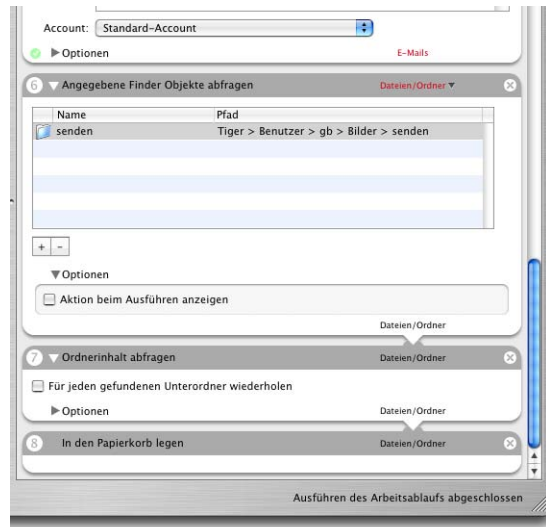 Account: Standard-Account
Optionen E-Mails
6 Angegebene Finder Objekte abfragen Dateien/Ordner
Name Pfad
senden Tiger > Benutzer > gb > Bilder > senden
+ -
Optionen
Aktion beim Ausführen anzeigen
Dateien/Ordner
7 Ordnerinhalt abfragen Dateien/Ordner
Für jeden gefundenen Unterordner wiederholen
Optionen Dateien/Ordner
8 In den Papierkorb legen Dateien/Ordner
Ausführen des Arbeitsablaufs abgeschlossen